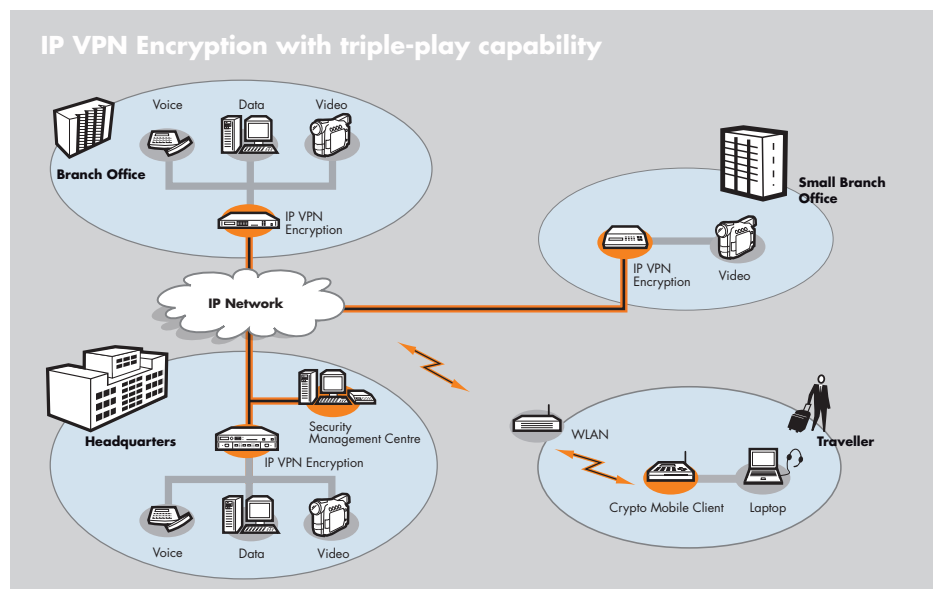 IP VPN Encryption with triple-play capability
Voice
Data
Video
Branch Office
IP VPN
Encryption
Small Branch
Office
IP VPN
Encryption
Video
IP Network
Headquarters
Security
Management Centre
IP VPN Encryption
Voice
Data
Video
WLAN
Traveller
Crypto Mobile Client
Laptop